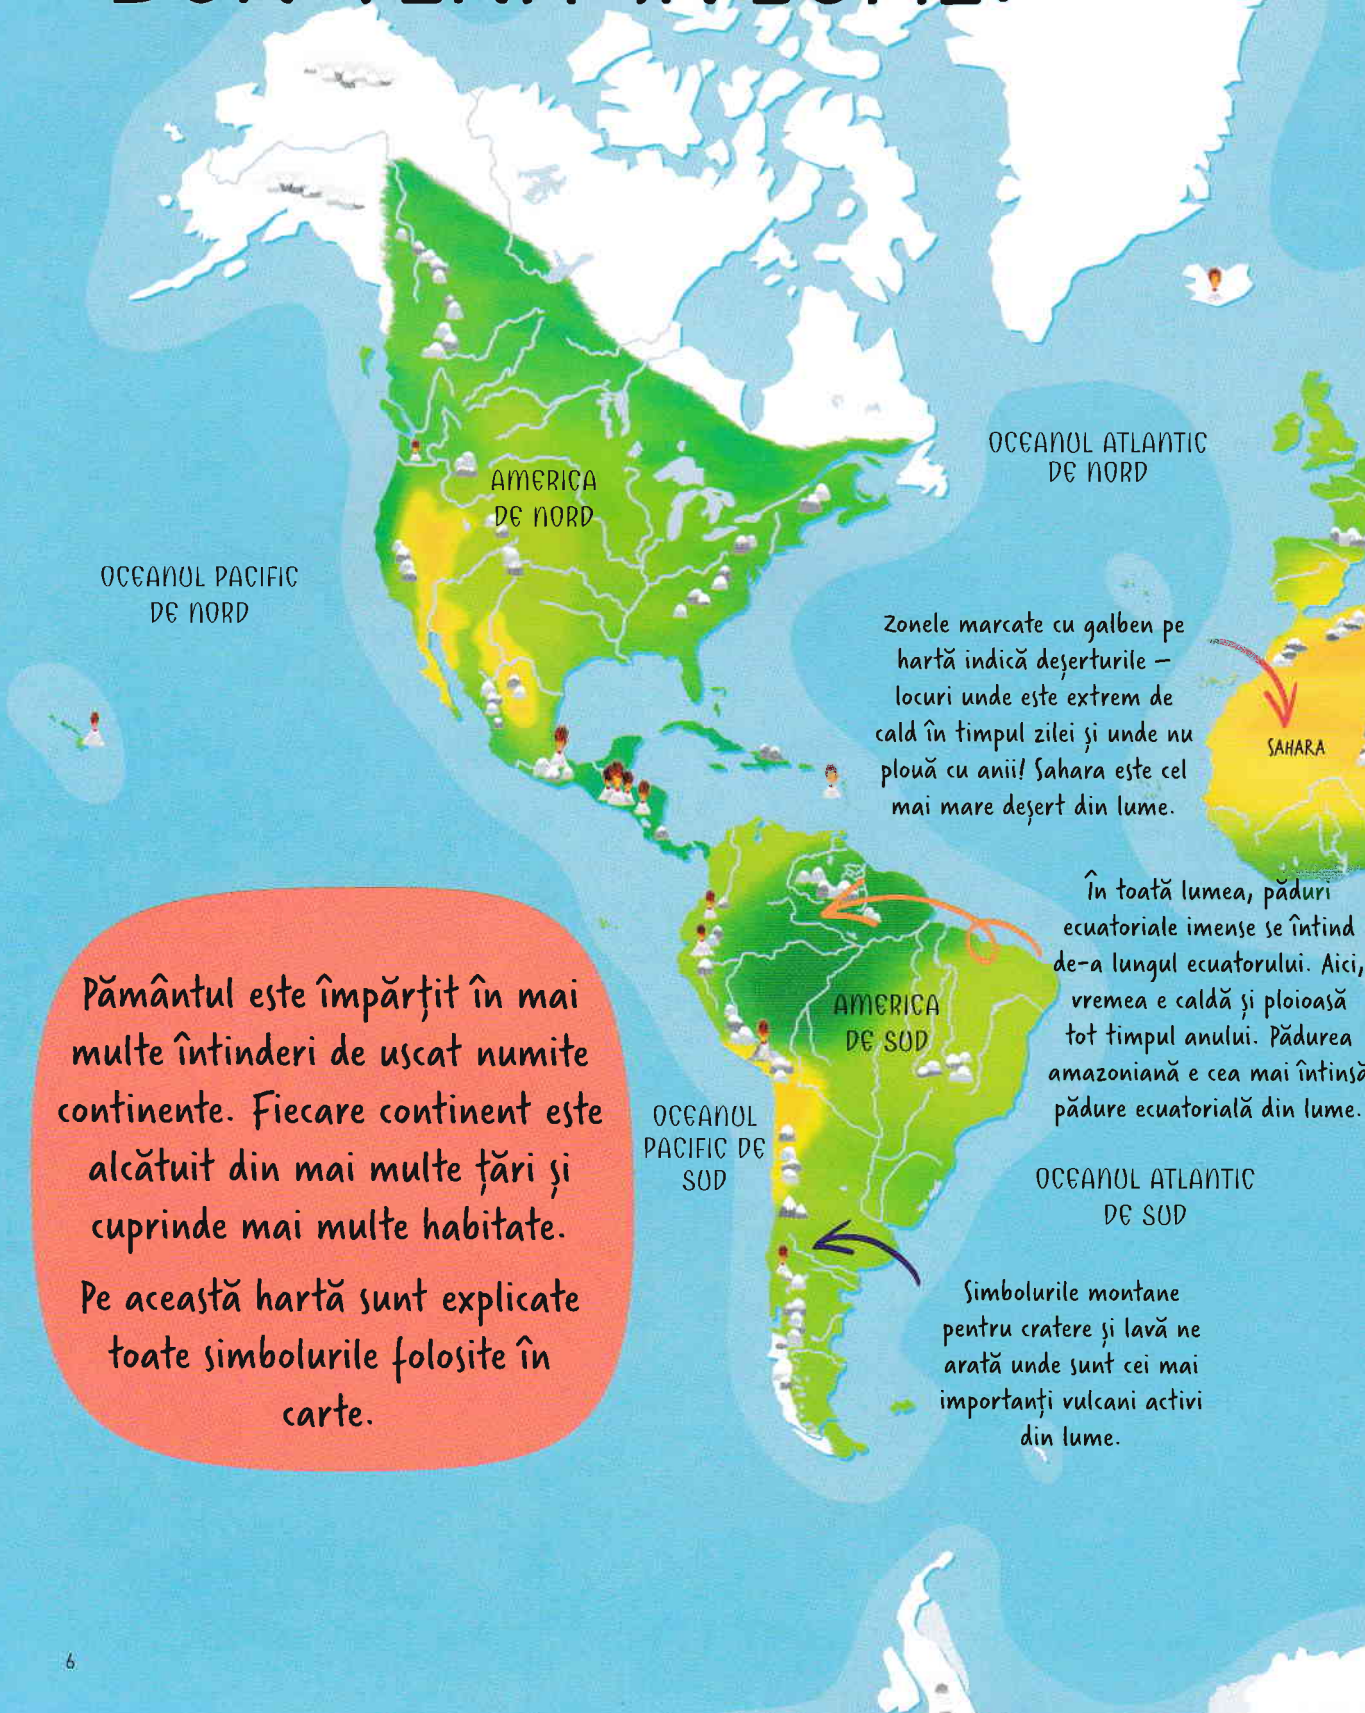 AMERICA
DE NORD
OCEANUL ATLANTIC
DE NORD
OCEANUL PACIFIC
DE NORD
Zonele marcate cu galben pe
hartă indică deșerturile –
locuri unde este extrem de
cald în timpul zilei și unde nu
plouă cu anii! Sahara este cel
mai mare deșert din lume.
SAHARA
În toată lumea, păduri
ecuatoriale imense se întind
de-a lungul ecuatorului. Aici,
vremea e caldă și ploioasă
tot timpul anului. Pădurea
amazoniană e cea mai întinsă
pădure ecuatorială din lume.
Pământul este împărțit în mai
multe întinderi de uscat numite
continente. Fiecare continent este
alcătuit din mai multe țări și
cuprinde mai multe habitate.
Pe această hartă sunt explicate
toate simbolurile folosite în
carte.
AMERICA
DE SUD
OCEANUL
PACIFIC DE
SUD
OCEANUL ATLANTIC
DE SUD
Simbolurile montane
pentru cratere și lavă ne
arată unde sunt cei mai
importanți vulcani activi
din lume.
6